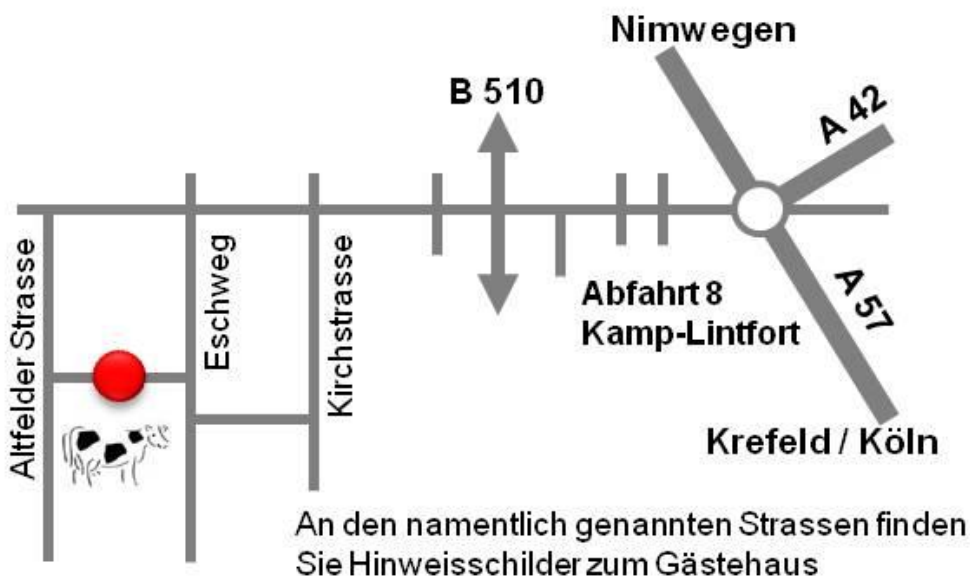 Nimwegen
B 510
A 42
Altfelder Strasse
Eschweg
Kirchstrasse
Abfahrt 8
Kamp-Lintfort
A 57
Krefeld / Köln
An den namentlich genannten Strassen finden
Sie Hinweisschilder zum Gästehaus